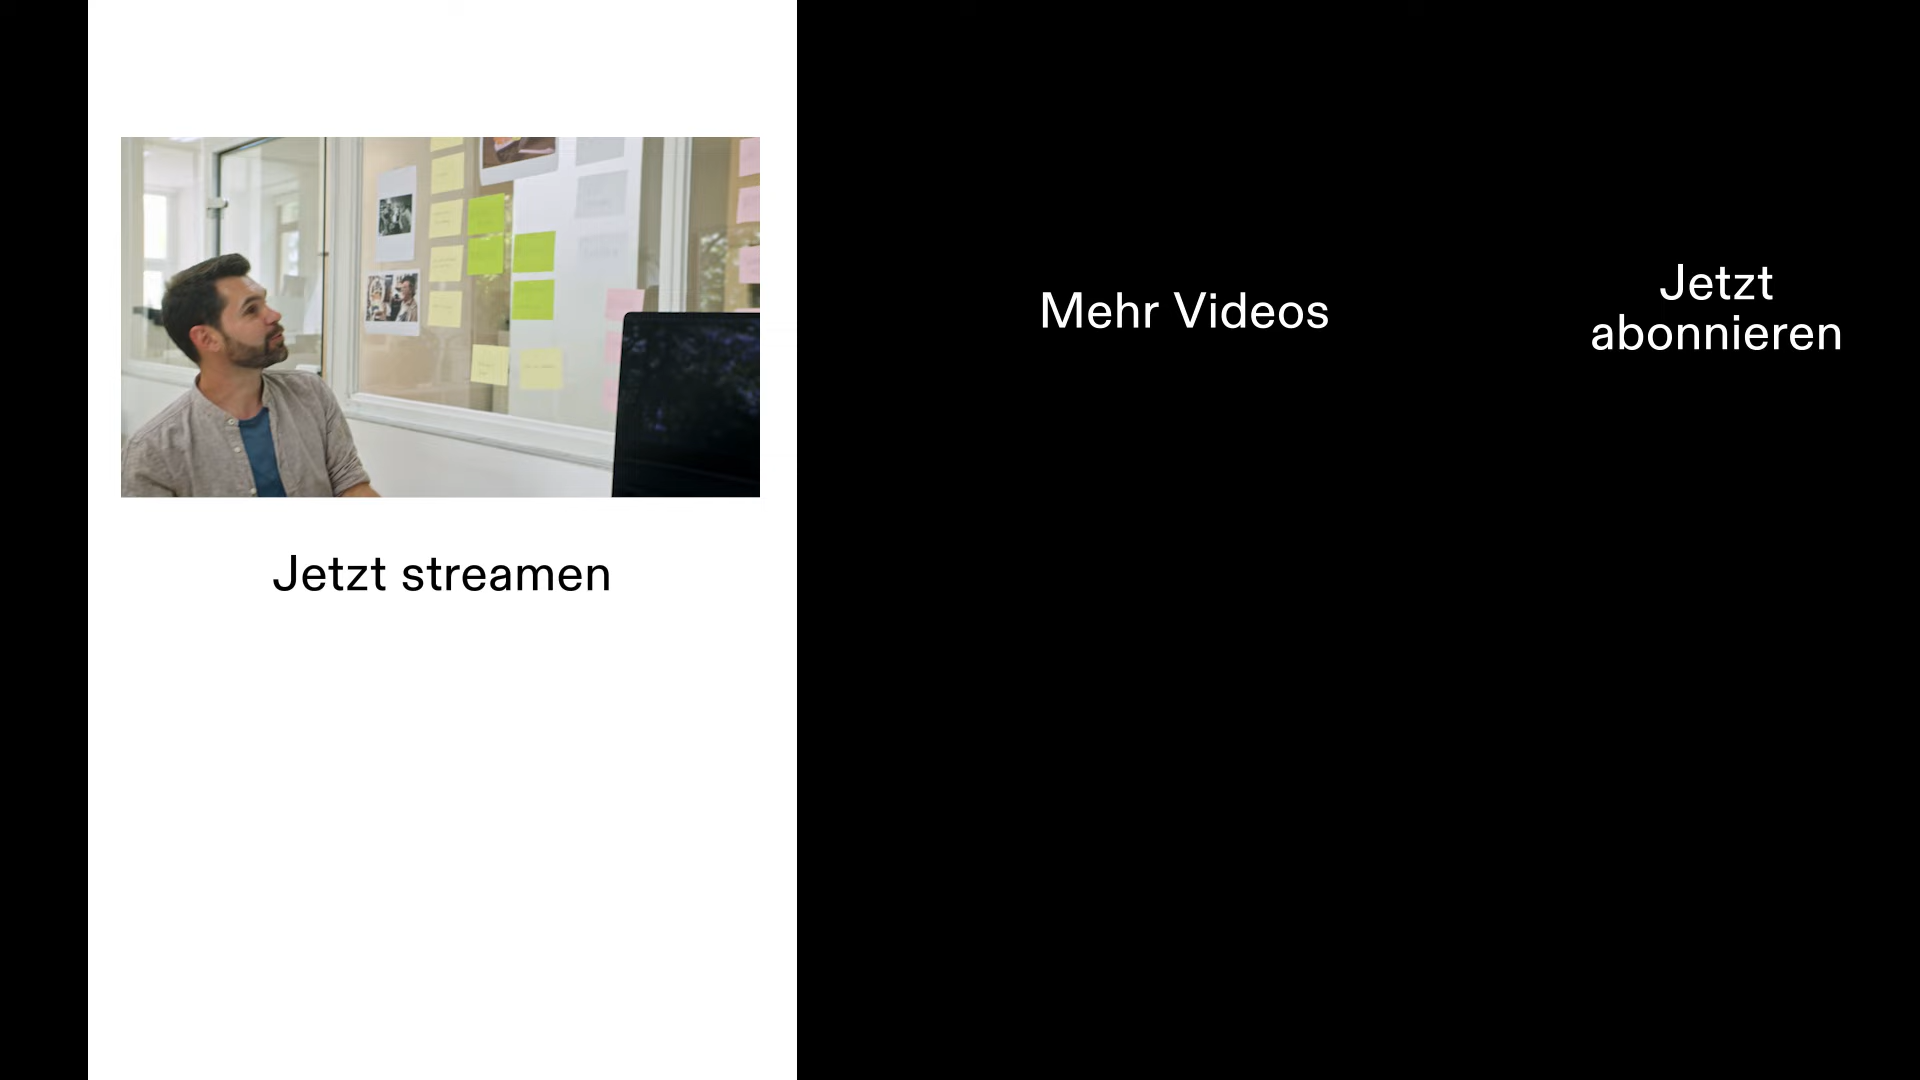 Jetzt streamen
Mehr Videos
Jetzt
abonnieren